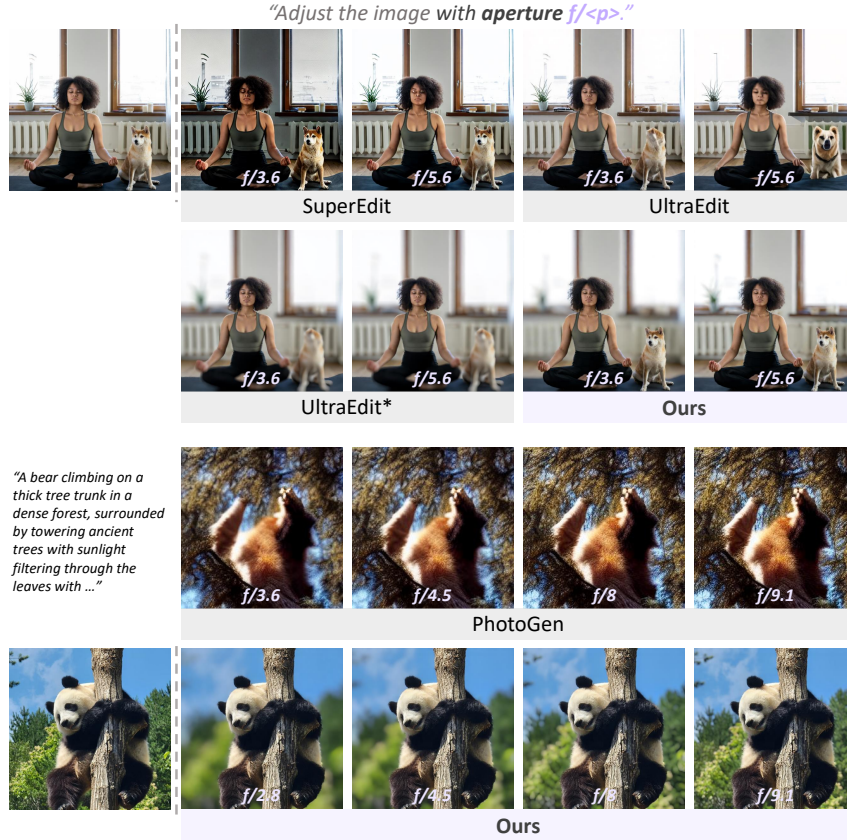 “Adjust the image with aperture f/<p>.”
f/3.6 f/5.6 f/3.6 f/5.6
SuperEdit UltraEdit
f/3.6 f/5.6 f/3.6 f/5.6
UltraEdit* Ours
“A bear climbing on a
thick tree trunk in a
dense forest, surrounded
by towering ancient
trees with sunlight
filtering through the
leaves with ...”
f/3.6 f/4.5 f/8 f/9.1
PhotoGen
f/2.8 f/4.5 f/8 f/9.1
Ours